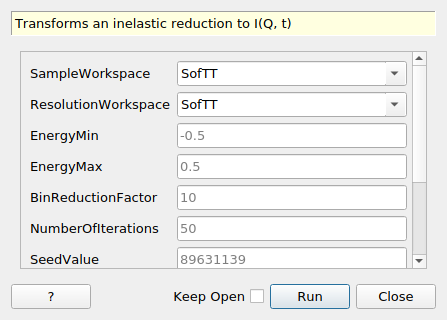 Transforms an inelastic reduction to I(Q, t)
SampleWorkspace SofTT
ResolutionWorkspace SofTT
EnergyMin -0.5
EnergyMax 0.5
BinReductionFactor 10
NumberOfIterations 50
SeedValue 89631139
? Keep Open Run Close